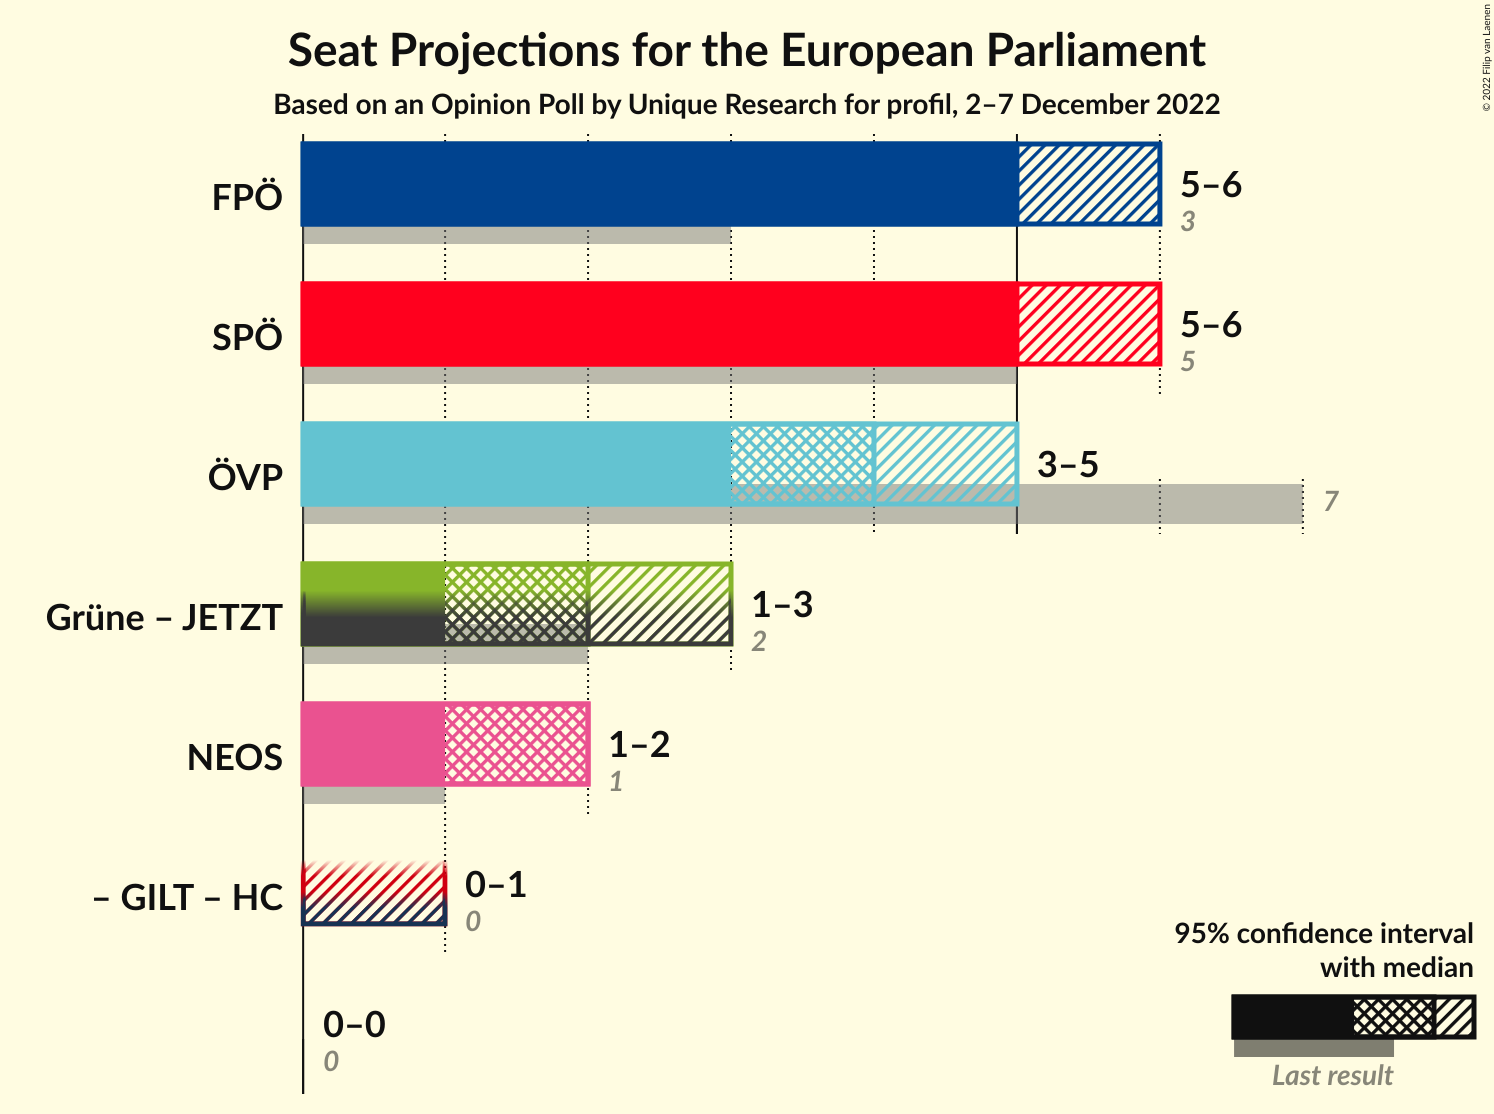 Seat Projections for the European Parliament
Based on an Opinion Poll by Unique Research for profil, 2–7 December 2022
© 2022 Filip van Laenen
FPÖ
5–6
3
SPÖ
5–6
5
ÖVP
3–5
7
Grüne – JETZT
1–3
2
NEOS
1–2
1
– GILT – HC
0–1
0
0–0
0
95% confidence interval
with median
Last result